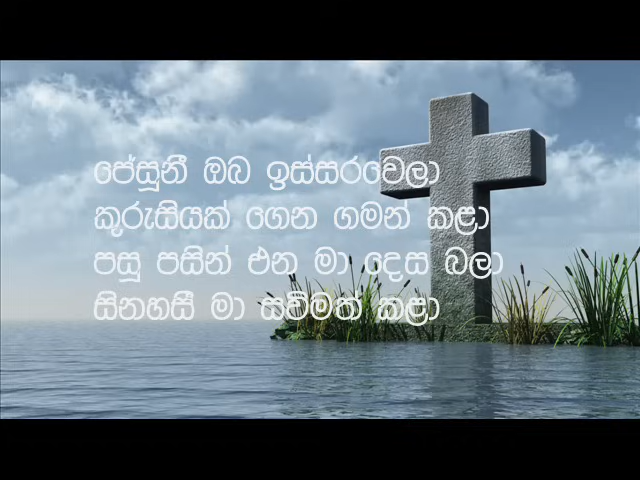 ජේසූනී ඔබ ඉස්සරවෙලා
කුරුසියක් ගෙන ගමන් කළා
පසූ පසින් එන මා දෙස බලා
සිනහසී මා සවිමත් කළා